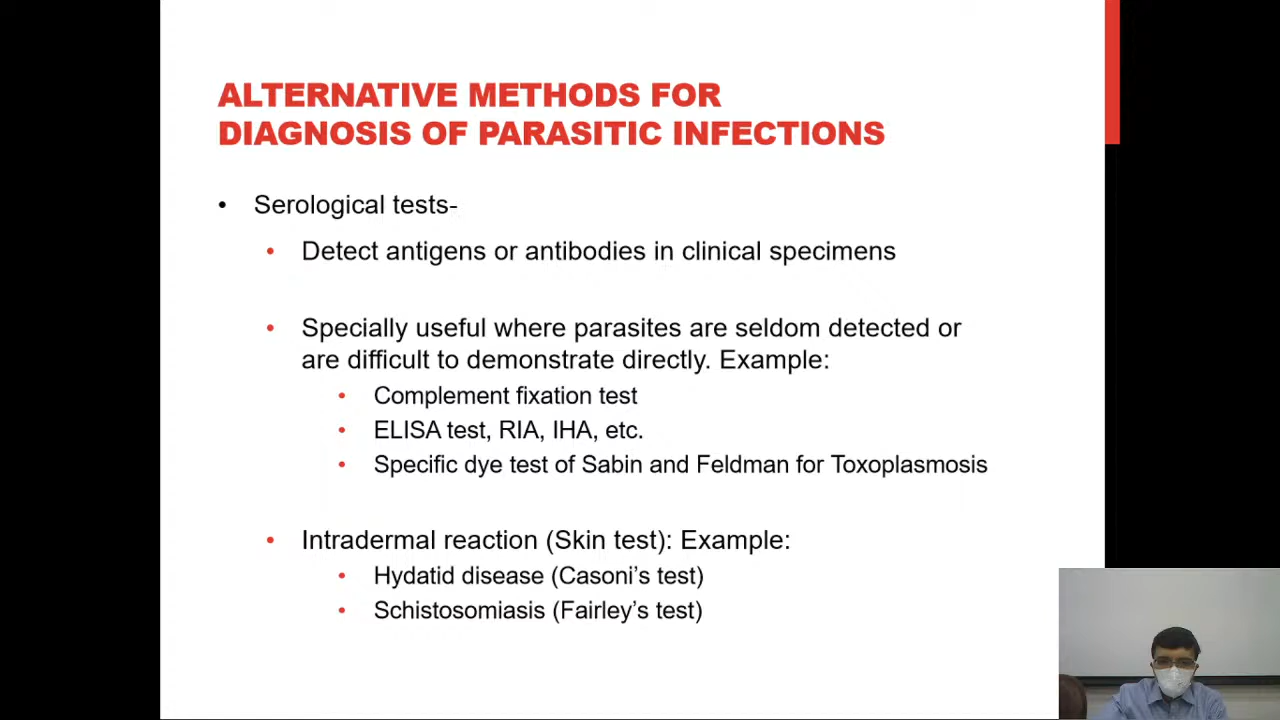 ALTERNATIVE METHODS FOR
DIAGNOSIS OF PARASITIC INFECTIONS
• Serological tests-
• Detect antigens or antibodies in clinical specimens
• Specially useful where parasites are seldom detected or
are difficult to demonstrate directly. Example:
• Complement fixation test
• ELISA test, RIA, IHA, etc.
• Specific dye test of Sabin and Feldman for Toxoplasmosis
• Intradermal reaction (Skin test): Example:
• Hydatid disease (Casoni’s test)
• Schistosomiasis (Fairley’s test)